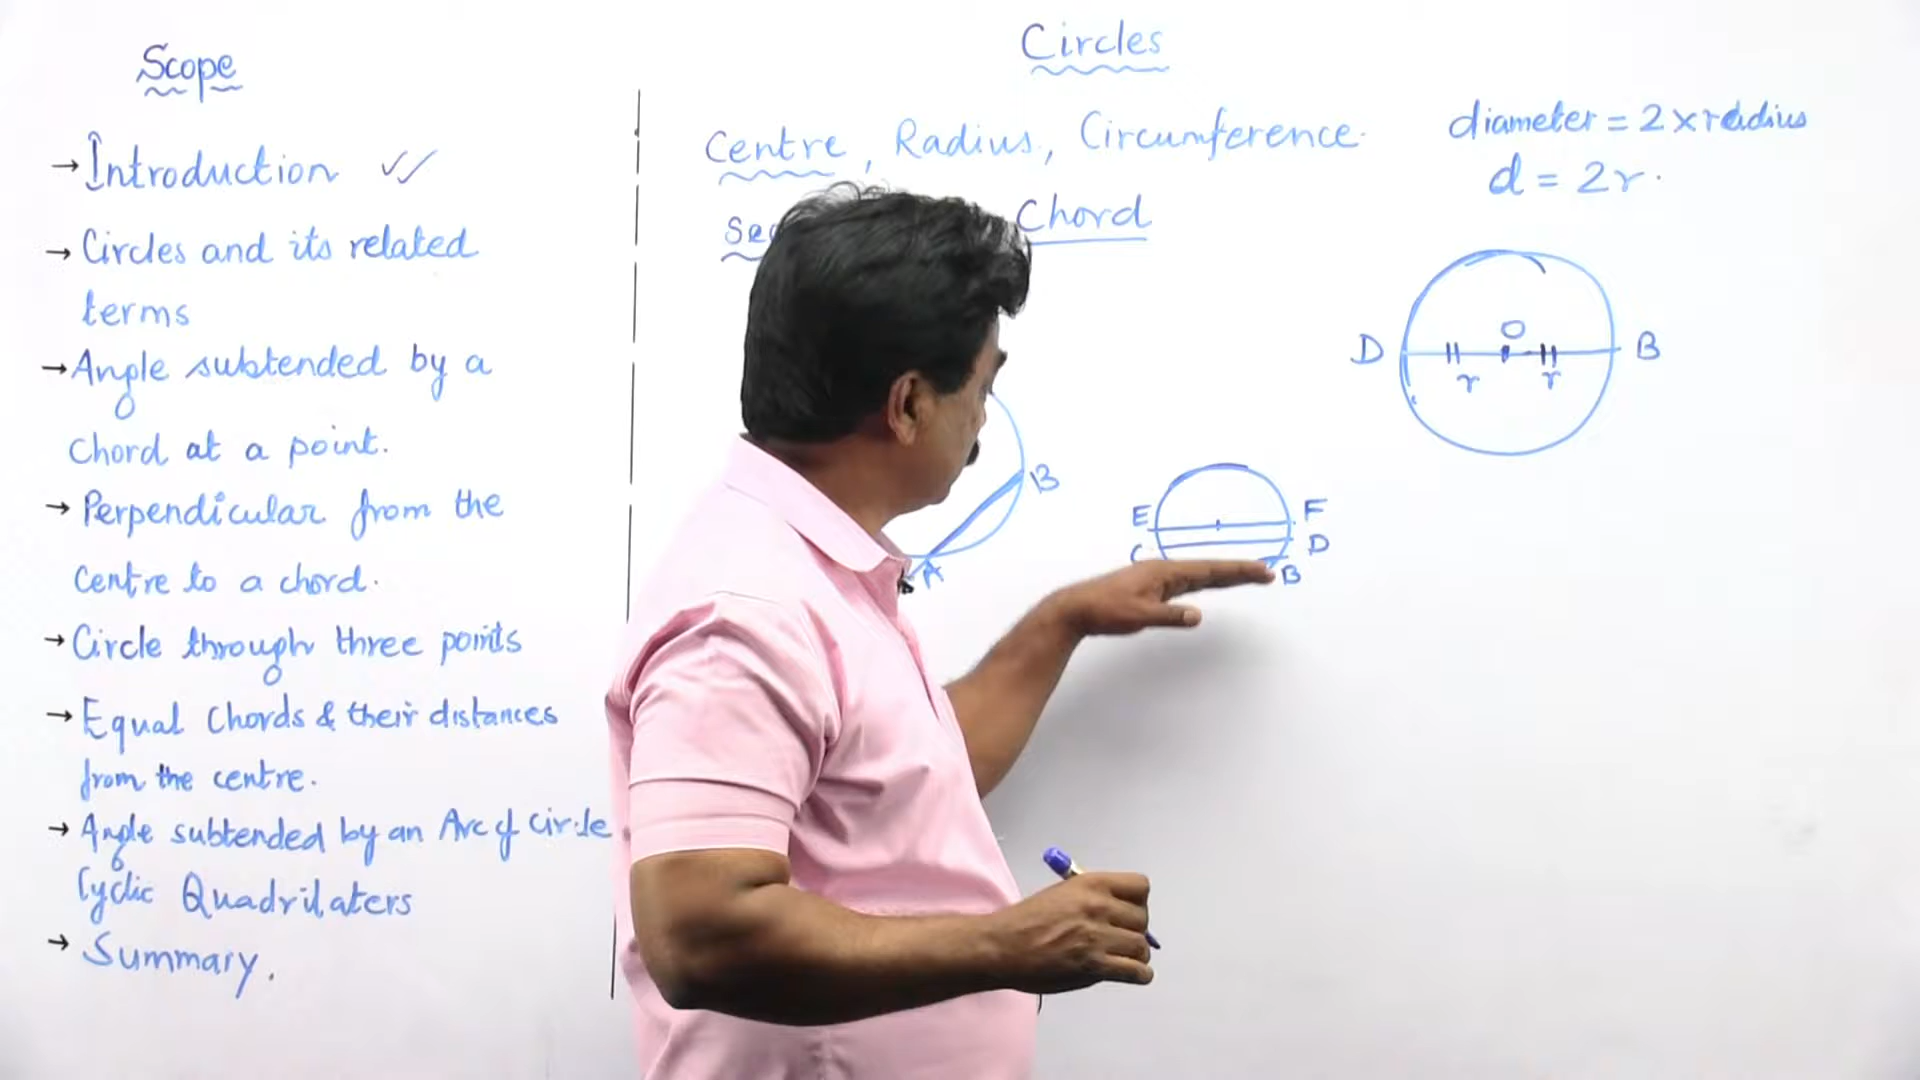 Scope
→ Introduction ✓✓
→ Circles and its related
terms
→ Angle subtended by a
Chord at a point.
→ Perpendicular from the
Centre to a chord.
→ Circle through three points
→ Equal Chords & their distances
from the centre.
→ Angle subtended by an Arc of Circle
Cyclic Quadrilaters
→ Summary.
Circles
Centre, Radius, Circumference
Chord
diameter = 2 x radius
d = 2r.
D O B
r r
B
A
E F
C D
B